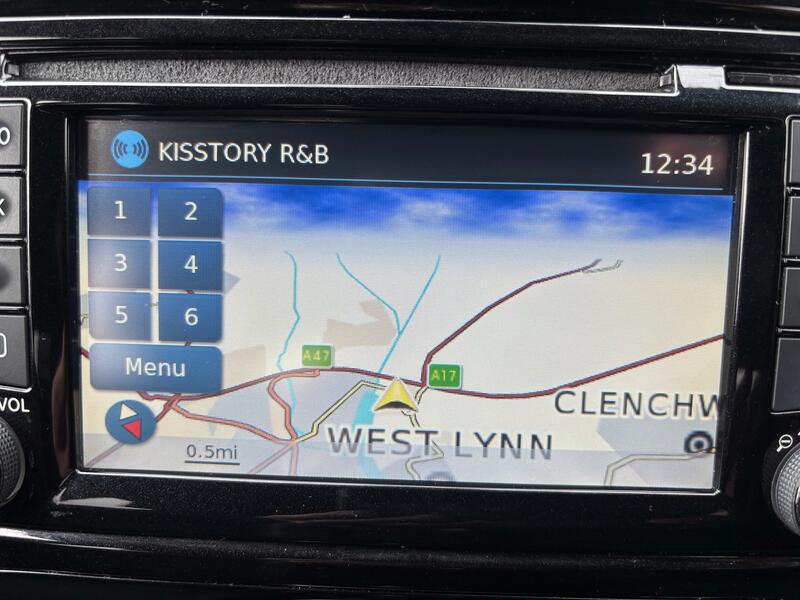 KISSTORY R&B
12:34
1 2
3 4
5 6
Menu
A47
A17
CLENCHW
WEST LYNN
0.5mi
VOL